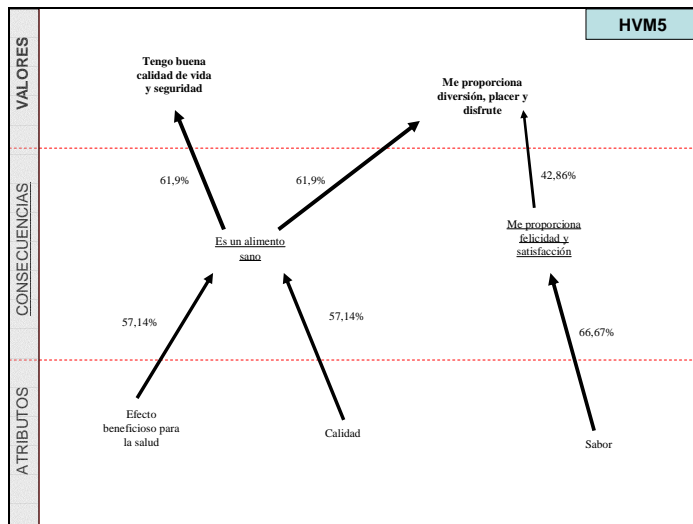 HVM5
VALORES
Tengo buena
calidad de vida
y seguridad
Me proporciona
diversión, placer y
disfrute
61,9%
61,9%
42,86%
CONSECUENCIAS
Es un alimento
sano
Me proporciona
felicidad y
satisfacción
57,14%
57,14%
66,67%
ATRIBUTOS
Efecto
beneficioso para
la salud
Calidad
Sabor